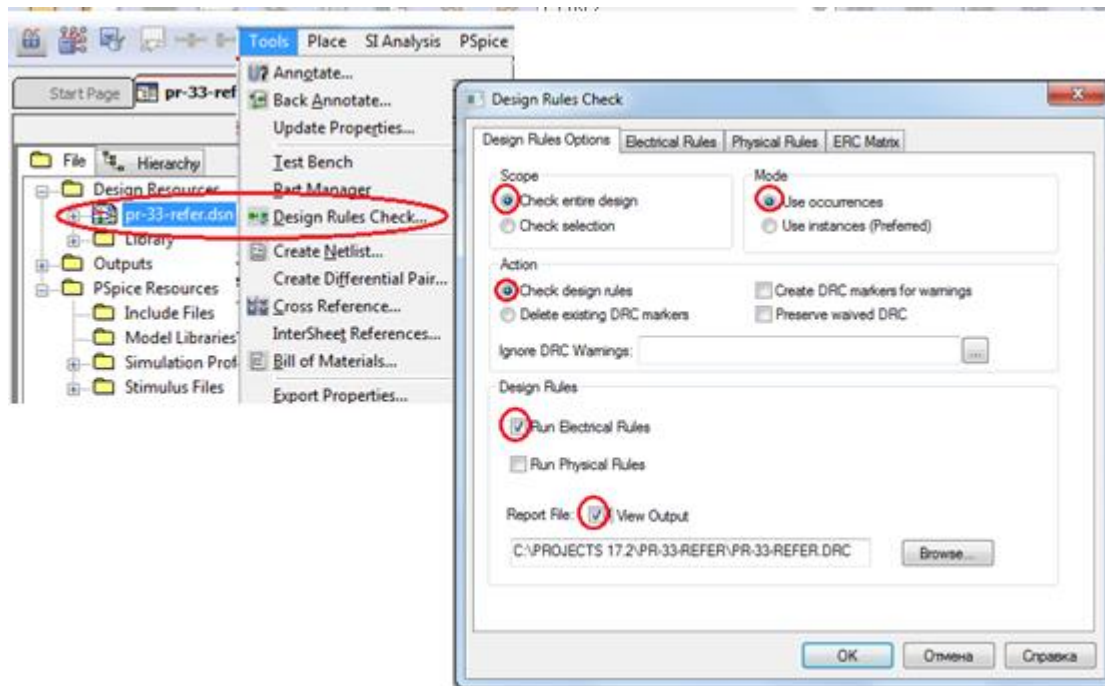 Tools Place SI Analysis PSpice
Start Page pr-33-ref
Annotate...
Back Annotate...
Update Properties...
Test Bench
Part Manager
Design Rules Check...
Create Netlist...
Create Differential Pair...
Cross Reference...
InterSheet References...
Bill of Materials...
Export Properties...
File Hierarchy
Design Resources
pr-33-refer.dsn
Library
Outputs
PSpice Resources
Include Files
Model Libraries
Simulation Prof
Stimulus Files
Design Rules Check
Design Rules Options Electrical Rules Physical Rules ERC Matrix
Scope
Check entire design
Check selection
Mode
Use occurrences
Use instances (Preferred)
Action
Check design rules
Delete existing DRC markers
Create DRC markers for warnings
Preserve waived DRC
Ignore DRC Warnings:
...
Design Rules
Run Electrical Rules
Run Physical Rules
Report File: View Output
C:\PROJECTS 17.2\PR-33-REFER\PR-33-REFER.DRC
Browse...
OK Отмена Справка